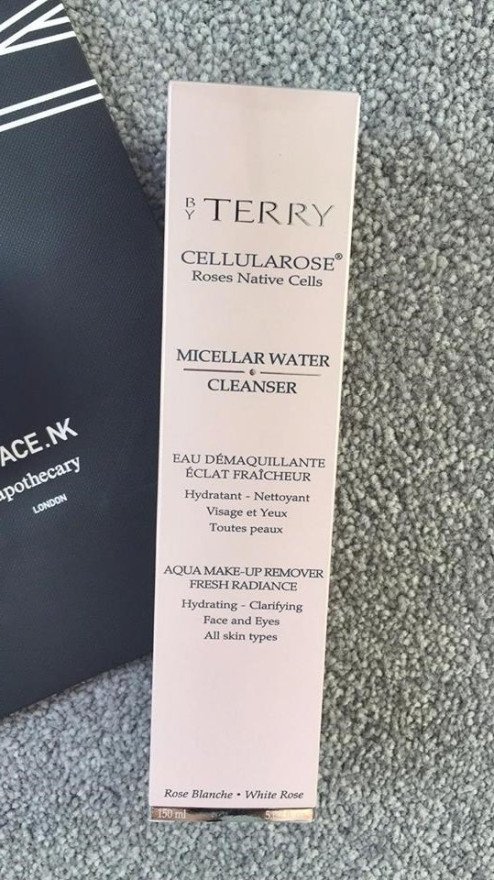 BY TERRY
CELLULAROSE®
Roses Native Cells
MICELLAR WATER
CLEANSER
EAU DÉMAQUILLANTE
ÉCLAT FRAÎCHEUR
Hydratant - Nettoyant
Visage et Yeux
Toutes peaux
AQUA MAKE-UP REMOVER
FRESH RADIANCE
Hydrating - Clarifying
Face and Eyes
All skin types
Rose Blanche • White Rose
150 ml
ACE.NK
apothecary
LONDON